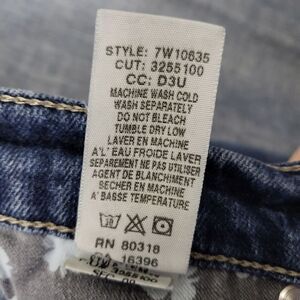 STYLE: 7W10635
CUT: 3255100
CC: D3U
MACHINE WASH COLD
WASH SEPARATELY
DO NOT BLEACH
TUMBLE DRY LOW
LAVER EN MACHINE
A'L' EAU FROIDE LAVER
SEPAREMENT NE UTILISER
AGENT DE BLANCHIMENT
SECHER EN MACHINE
A' BASSE TEMPERATURE
RN 80318
16396
3255100